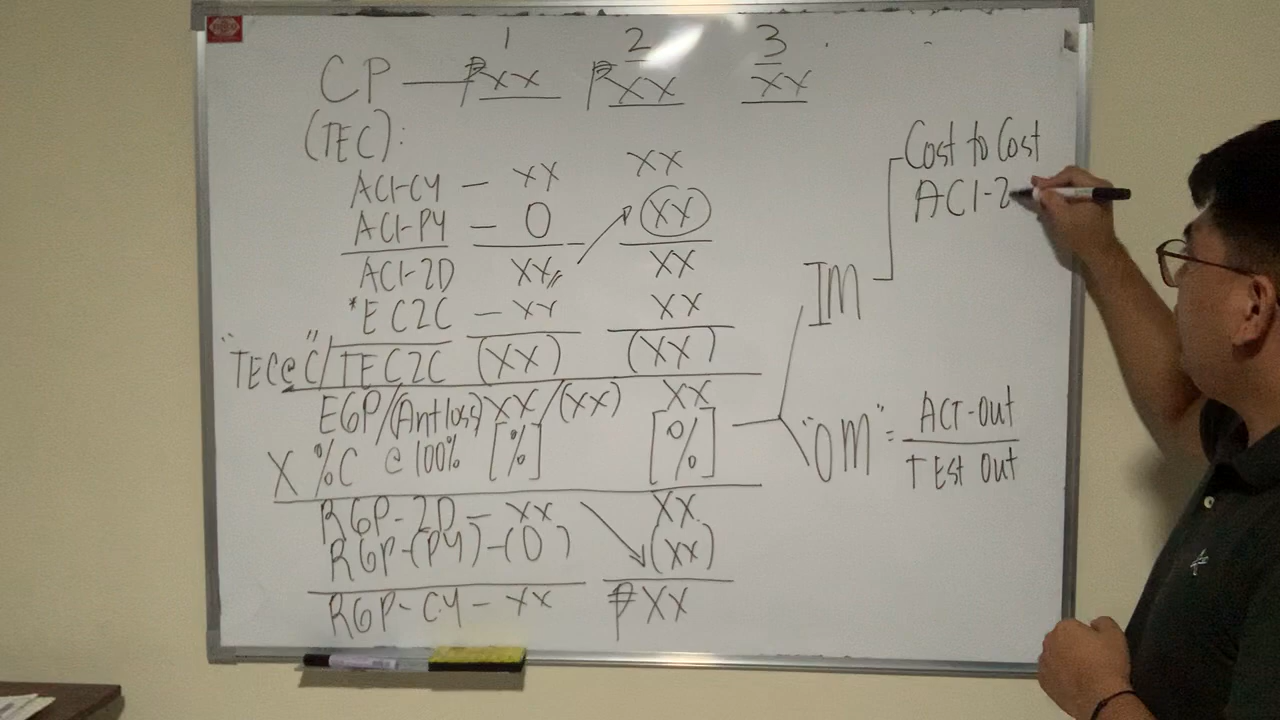 1 2 3
CP — ₱xx ₱xx xx
(TEC):
ACI-CY — xx xx
ACI-PY — 0 (xx)
ACI-2D xx xx
*EC2C — xx xx
"TEC@C"/TEC2C (xx) (xx)
EGP/(Ant loss) xx/(xx) xx
X %C @ 100% [%] [%]
RGP-2D — xx xx
RGP-(PY) - (0) (xx)
RGP-CY - xx ₱xx
IM
Cost to Cost
ACI-2
"OM" = ACT-Out
TEst Out